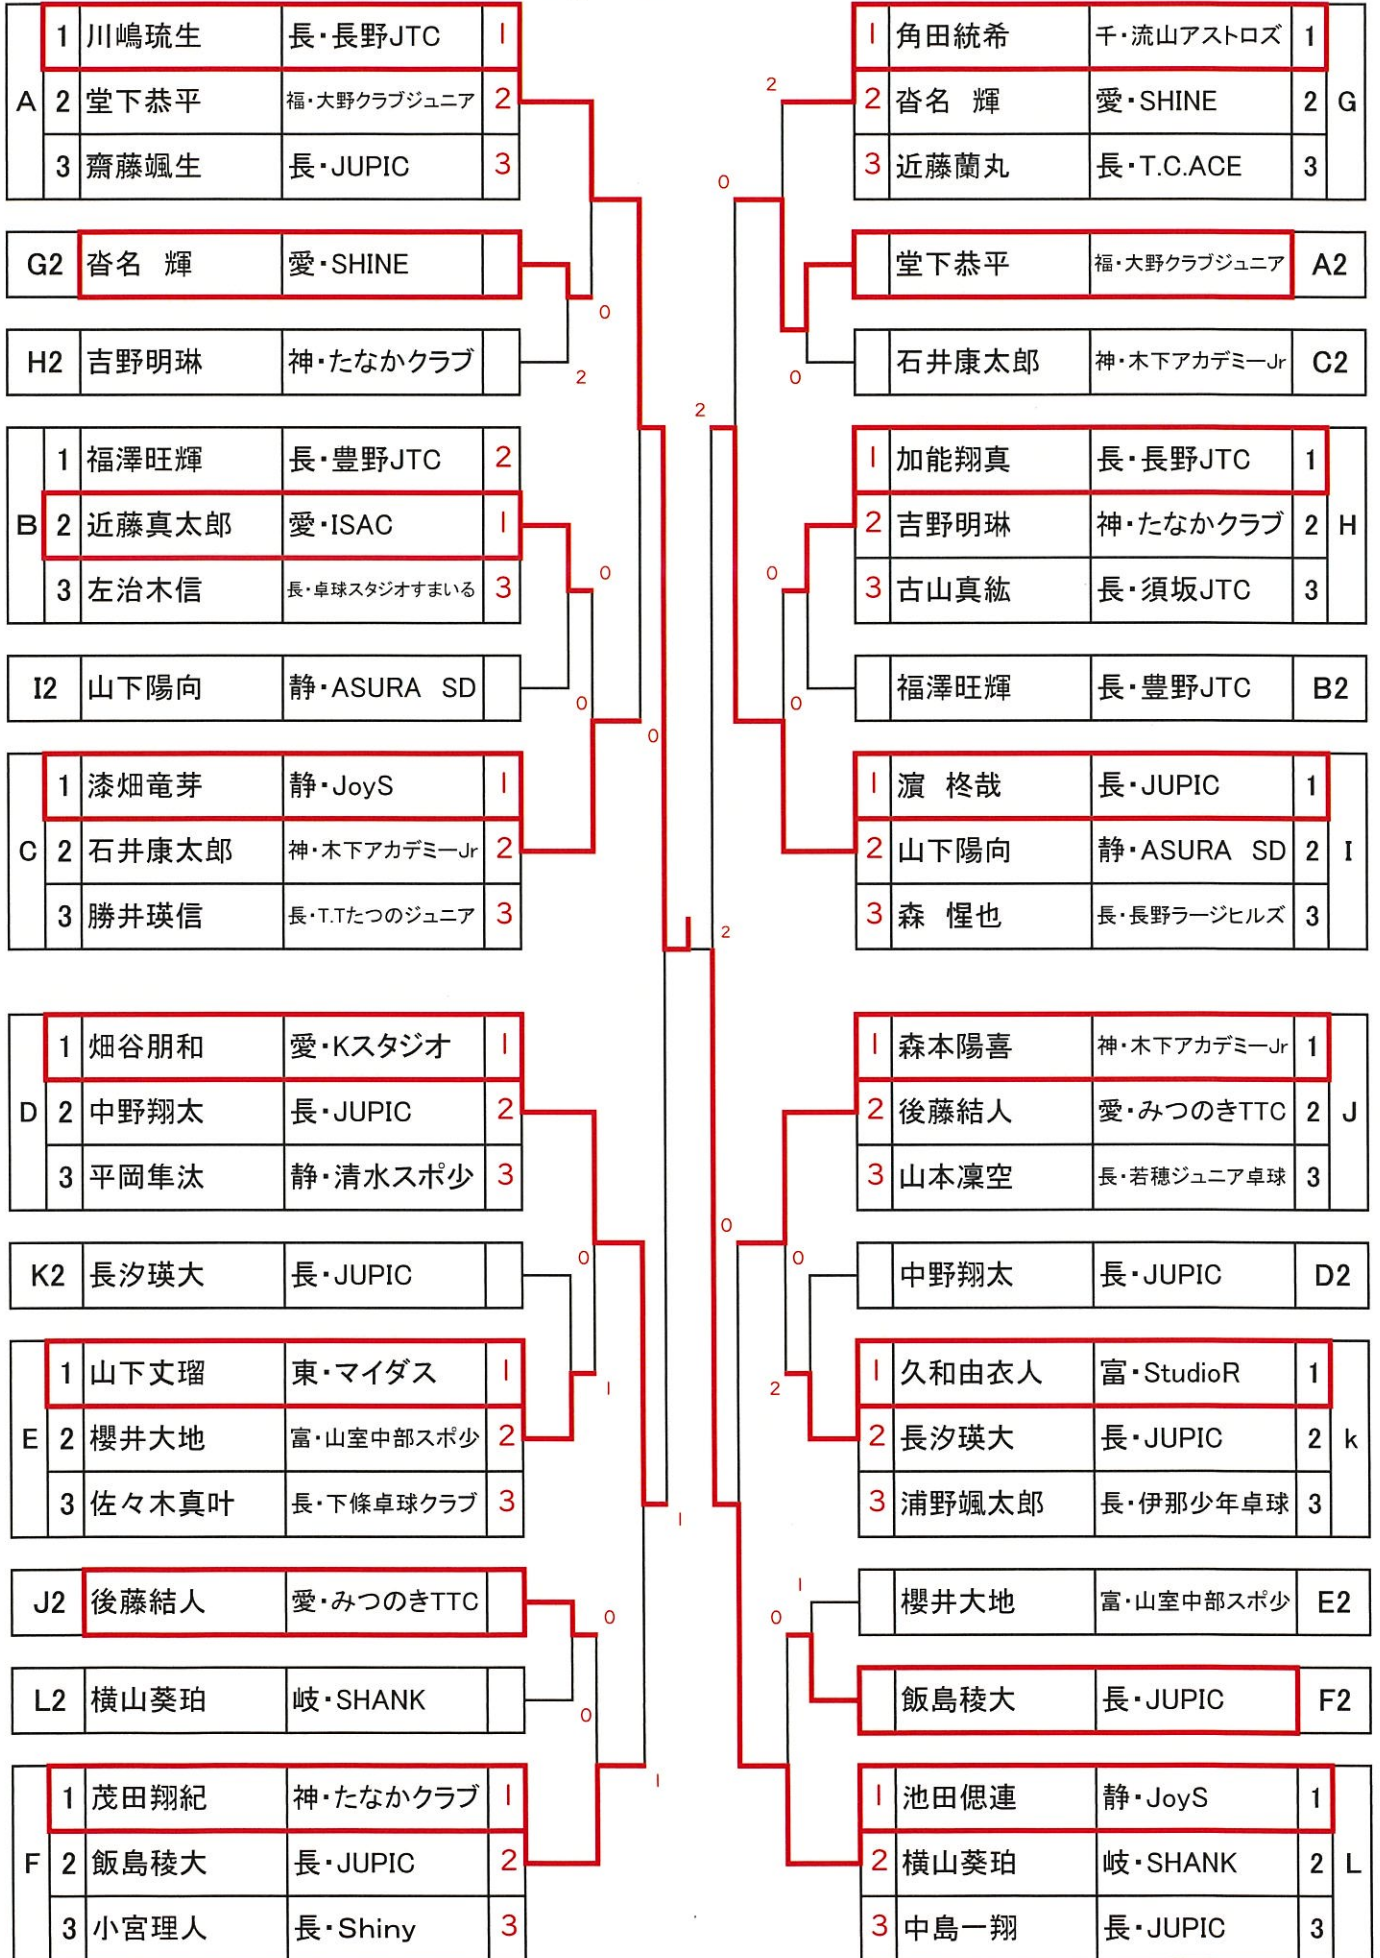 A
1 川嶋琉生 長・長野JTC 1
2 堂下恭平 福・大野クラブジュニア 2
3 齋藤颯生 長・JUPIC 3
G2 沓名 輝 愛・SHINE
0
H2 吉野明琳 神・たなかクラブ
2
B
1 福澤旺輝 長・豊野JTC 2
2 近藤真太郎 愛・ISAC 1
3 左治木信 長・卓球スタジオすまいる 3
0
I2 山下陽向 静・ASURA SD
0
0
C
1 漆畑竜芽 静・JoyS 1
2 石井康太郎 神・木下アカデミーJr 2
3 勝井瑛信 長・T.Tたつのジュニア 3
D
1 畑谷朋和 愛・Kスタジオ 1
2 中野翔太 長・JUPIC 2
3 平岡隼汰 静・清水スポ少 3
0
K2 長汐瑛大 長・JUPIC
E
1 山下丈瑠 東・マイダス 1
2 櫻井大地 富・山室中部スポ少 2
3 佐々木真叶 長・下條卓球クラブ 3
1
1
J2 後藤結人 愛・みつのきTTC
0
L2 横山葵珀 岐・SHANK
0
1
F
1 茂田翔紀 神・たなかクラブ 1
2 飯島稜大 長・JUPIC 2
3 小宮理人 長・Shiny 3
G
1 角田統希 千・流山アストロズ 1
2
2 沓名 輝 愛・SHINE 2
3 近藤蘭丸 長・T.C.ACE 3
0
堂下恭平 福・大野クラブジュニア A2
石井康太郎 神・木下アカデミーJr C2
0
2
H
1 加能翔真 長・長野JTC 1
2 吉野明琳 神・たなかクラブ 2
3 古山真紘 長・須坂JTC 3
0
福澤旺輝 長・豊野JTC B2
0
I
1 濵 柊哉 長・JUPIC 1
2 山下陽向 静・ASURA SD 2
3 森 惺也 長・長野ラージヒルズ 3
2
J
1 森本陽喜 神・木下アカデミーJr 1
2 後藤結人 愛・みつのきTTC 2
3 山本凜空 長・若穂ジュニア卓球 3
0
0
中野翔太 長・JUPIC D2
k
1 久和由衣人 富・StudioR 1
2
2 長汐瑛大 長・JUPIC 2
3 浦野颯太郎 長・伊那少年卓球 3
1
0
櫻井大地 富・山室中部スポ少 E2
飯島稜大 長・JUPIC F2
L
1 池田偲連 静・JoyS 1
2 横山葵珀 岐・SHANK 2
3 中島一翔 長・JUPIC 3